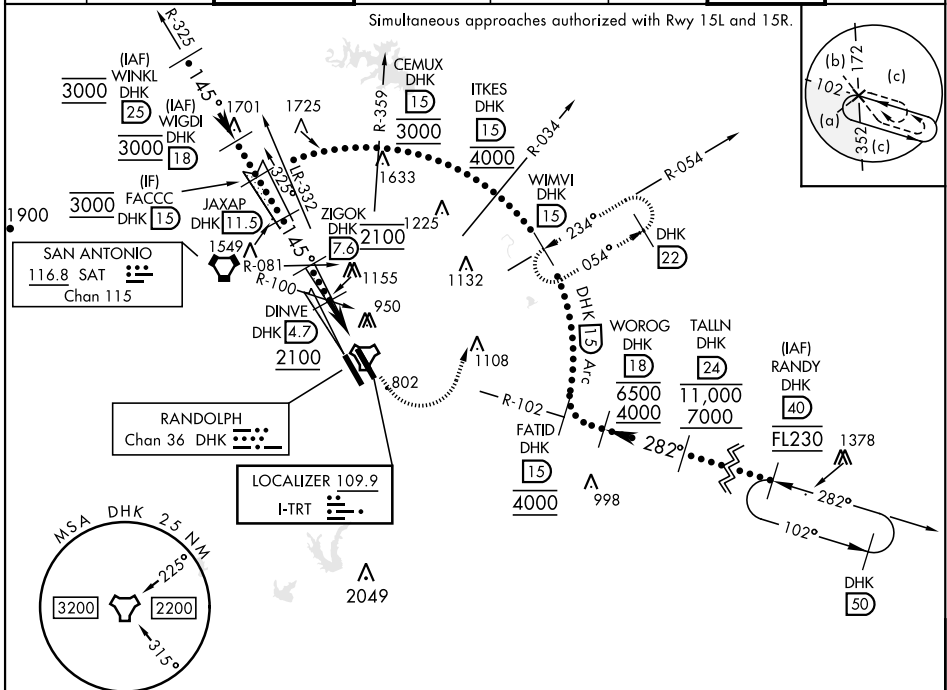 Simultaneous approaches authorized with Rwy 15L and 15R.
R-325
(IAF)
WINKL
DHK
25
3000
145°
(IAF)
WIGDI
DHK
18
3000
1701
1725
R-359
CEMUX
DHK
15
3000
ITKES
DHK
15
4000
R-034
R-054
(b)
172
(c)
102
(a)
352
(c)
(IF)
FACCC
DHK 15
3000
325°
LR-332
1633
JAXAP
DHK 11.5
145°
ZIGOK
DHK
7.6
2100
1225
WIMVI
DHK
15
234°
054°
DHK
22
1900
1549
R-081
R-100
1155
950
1132
SAN ANTONIO
116.8 SAT
Chan 115
DINVE
DHK 4.7
2100
802
1108
DHK 15 Arc
WOROG
DHK
18
6500
4000
TALLN
DHK
24
11,000
7000
(IAF)
RANDY
DHK
40
FL230
1378
R-102
FATID
DHK
15
4000
998
282°
282°
102°
DHK
50
RANDOLPH
Chan 36 DHK
LOCALIZER 109.9
I-TRT
2049
MSA DHK 25 NM
225°
3200
2200
315°